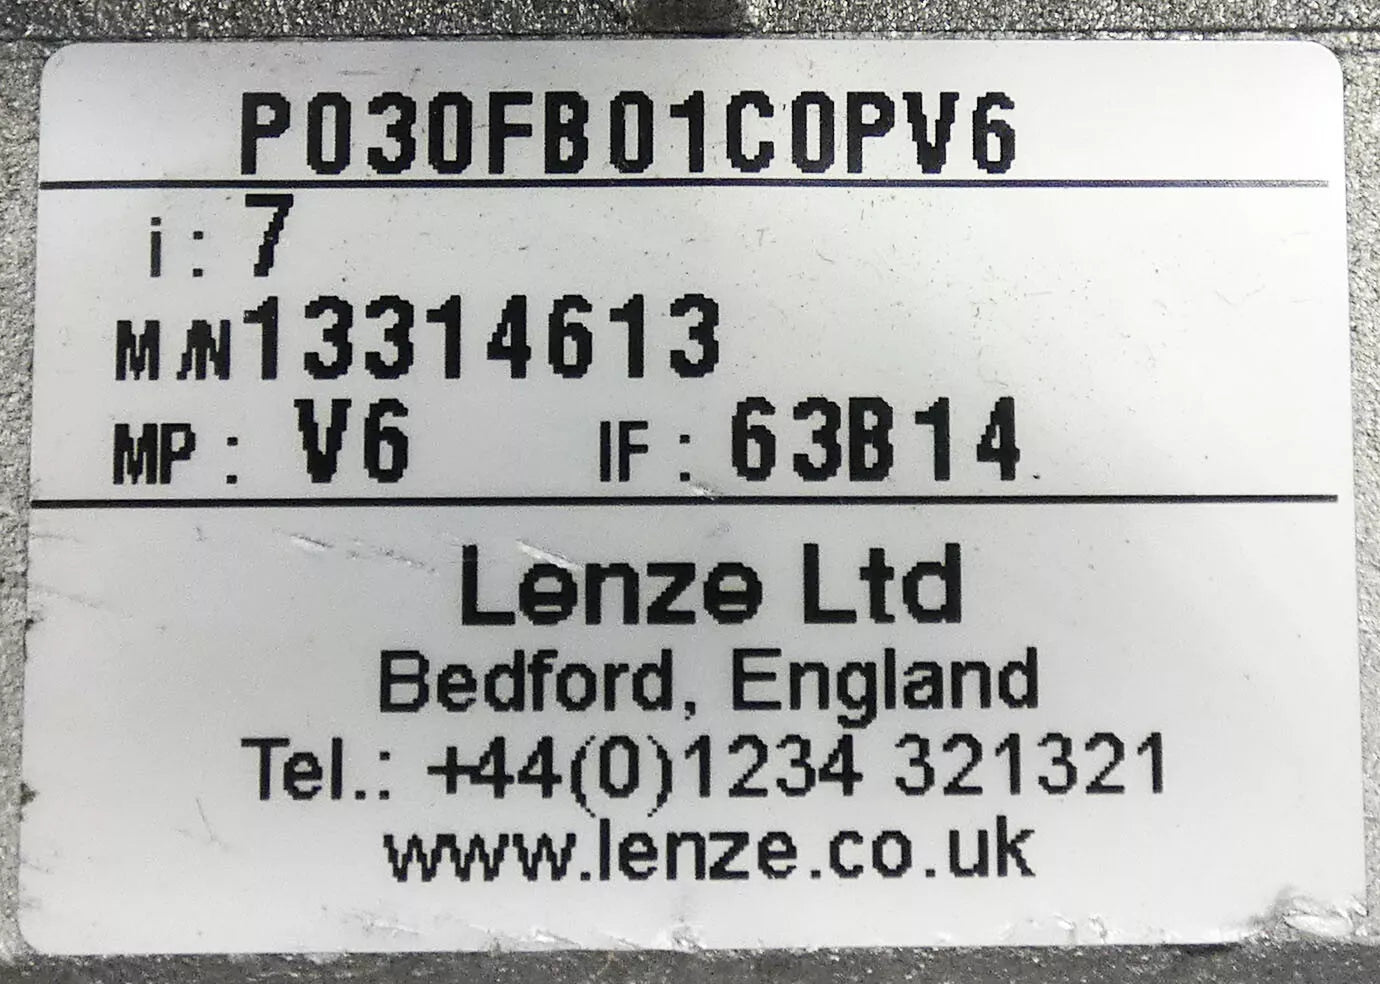 P030FB01C0PV6
i: 7
M/N 13314613
MP: V6 IF: 63B14
Lenze Ltd
Bedford, England
Tel.: +44(0)1234 321321
www.lenze.co.uk